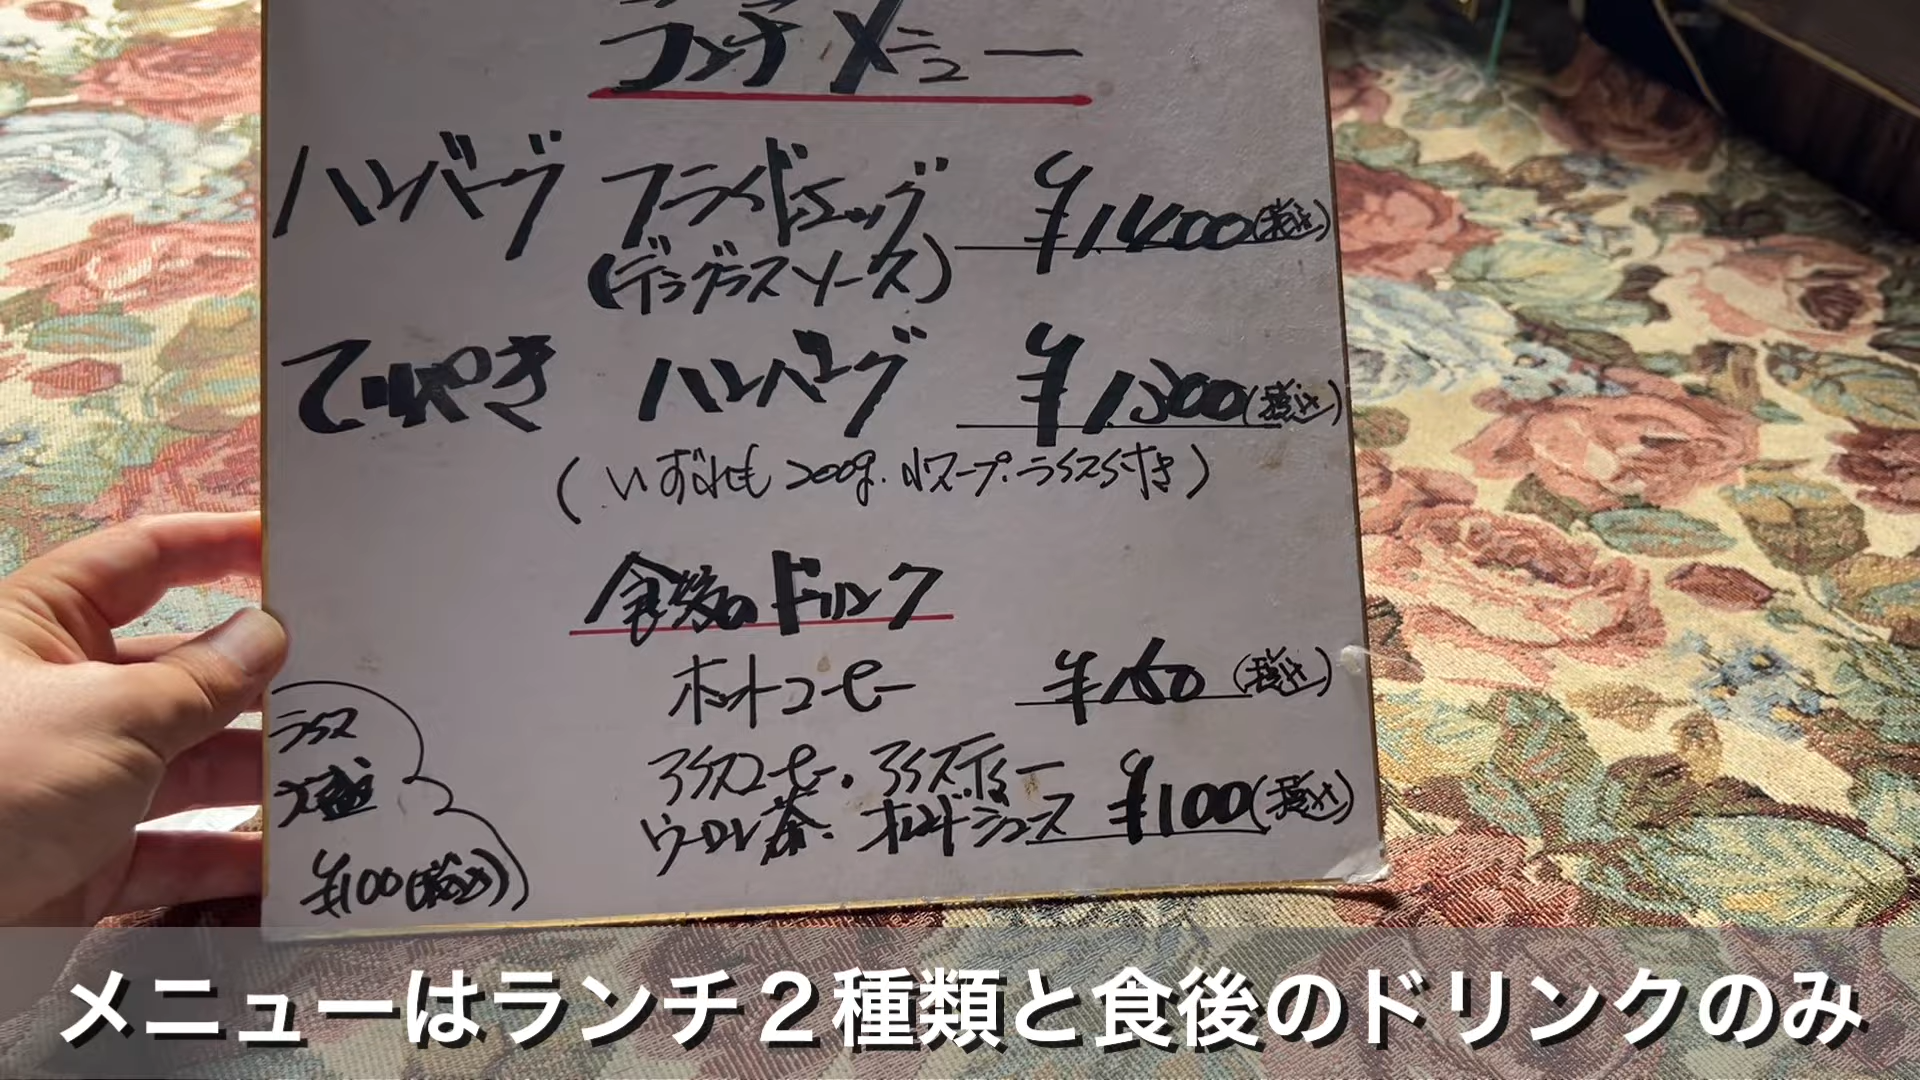 ランチメニュー
ハンバーグ フライドエッグ ¥1400(税込)
(デミグラスソース)
てりやき ハンバーグ ¥1300(税込)
(いずれも200g.小スープ.ライス付き)
食後のドリンク
ホットコーヒー ¥150(税込)
アイスコーヒー・アイスティー
ウーロン茶.オレンジジュース ¥100(税込)
ライス
大盛
¥100(税込)
メニューはランチ２種類と食後のドリンクのみ